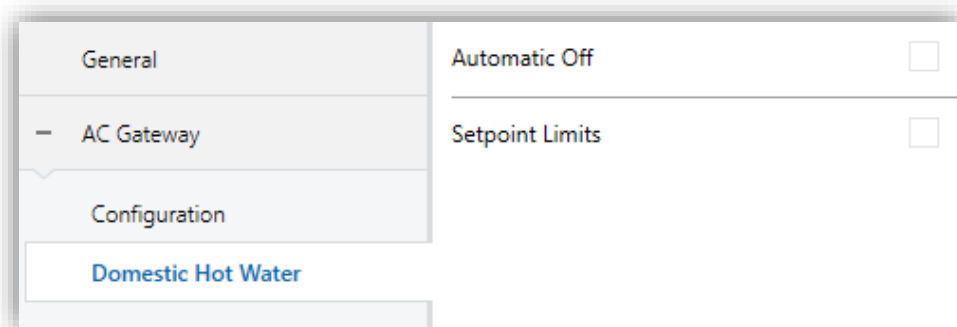 General
AC Gateway
Configuration
Domestic Hot Water
Automatic Off
Setpoint Limits